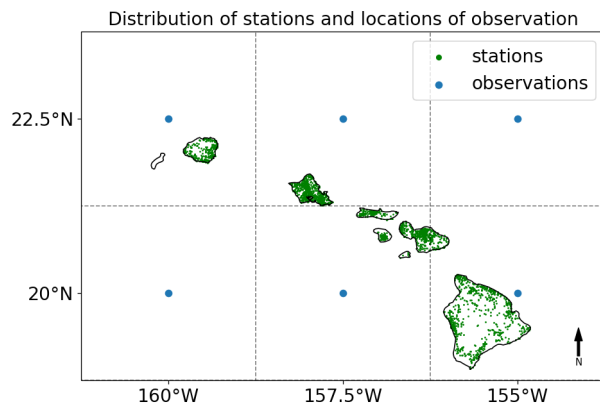 Distribution of stations and locations of observation
stations
observations
22.5°N
20°N
N
160°W
157.5°W
155°W